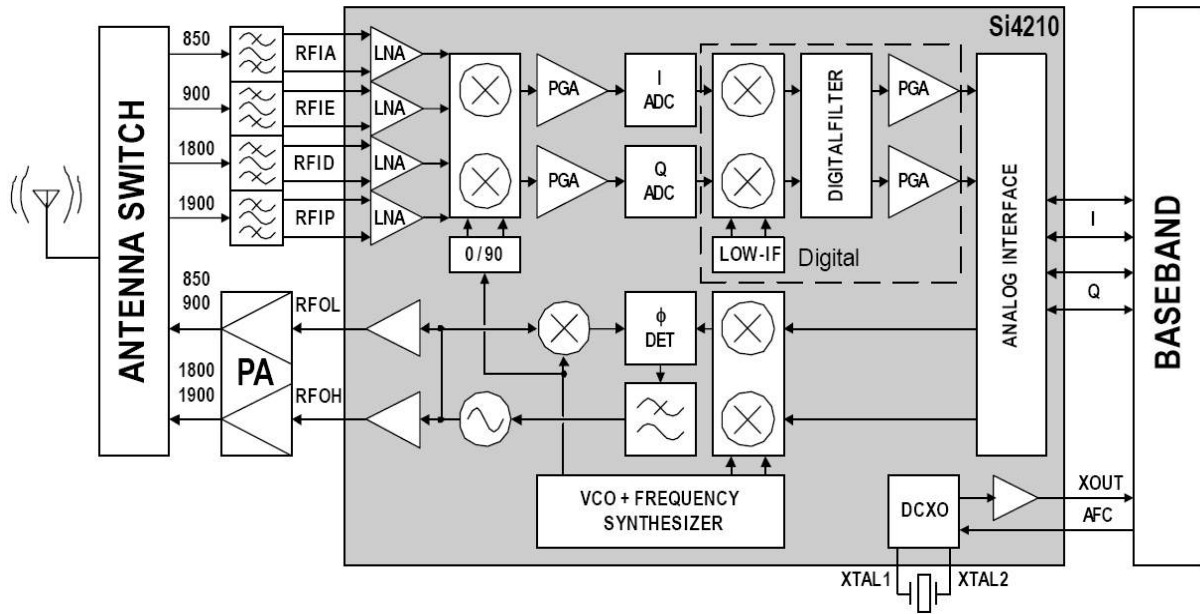 Si4210
ANTENNA SWITCH
850
900
1800
1900
RFIA
RFIE
RFID
RFIP
LNA
LNA
LNA
LNA
0/90
PGA
PGA
I
ADC
Q
ADC
LOW-IF
DIGITALFILTER
PGA
PGA
Digital
ANALOG INTERFACE
I
Q
BASEBAND
850
900
1800
1900
PA
RFOL
RFOH
ϕ
DET
VCO + FREQUENCY
SYNTHESIZER
DCXO
XOUT
AFC
XTAL1
XTAL2